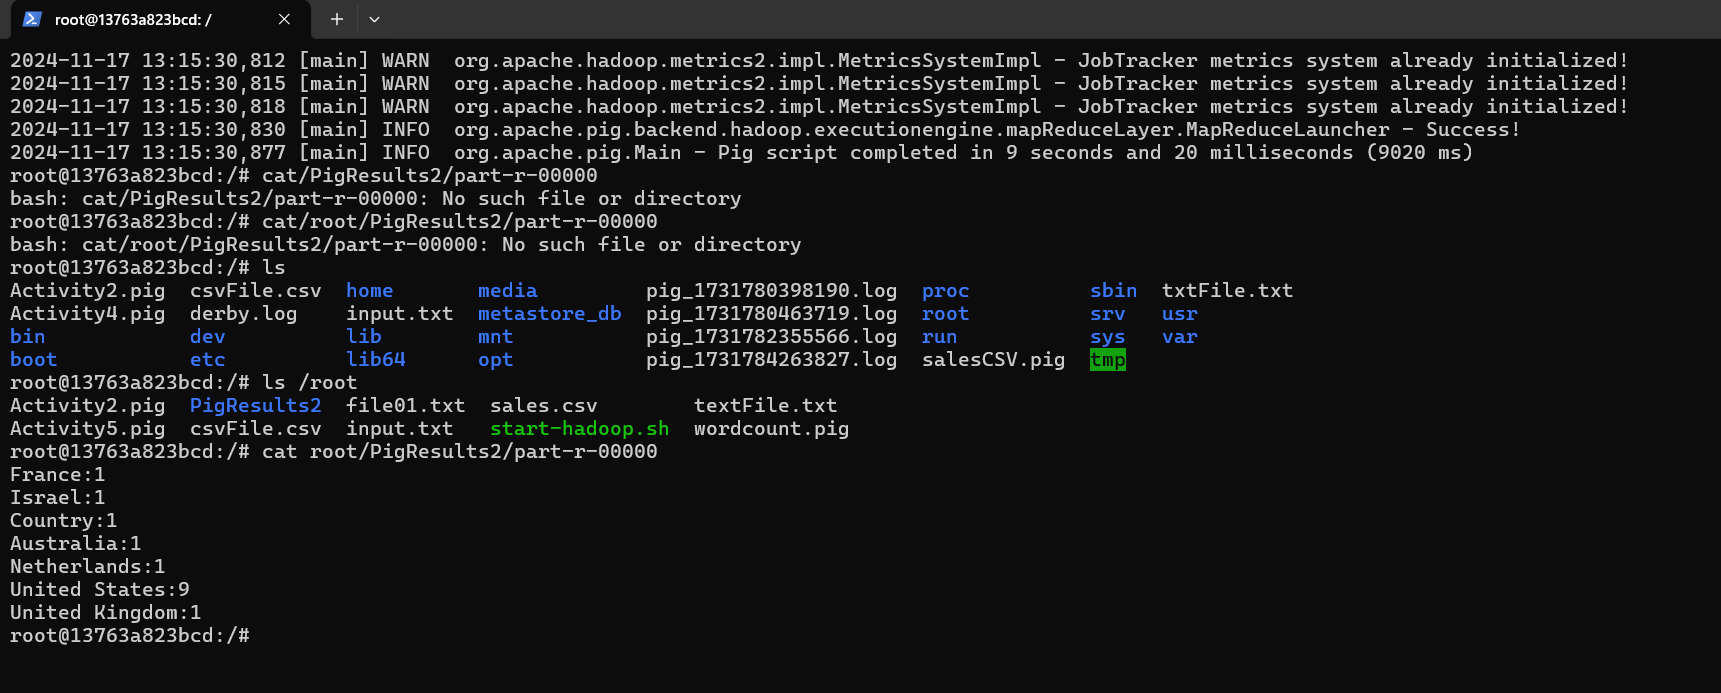 root@13763a823bcd: /
2024-11-17 13:15:30,812 [main] WARN  org.apache.hadoop.metrics2.impl.MetricsSystemImpl - JobTracker metrics system already initialized!
2024-11-17 13:15:30,815 [main] WARN  org.apache.hadoop.metrics2.impl.MetricsSystemImpl - JobTracker metrics system already initialized!
2024-11-17 13:15:30,818 [main] WARN  org.apache.hadoop.metrics2.impl.MetricsSystemImpl - JobTracker metrics system already initialized!
2024-11-17 13:15:30,830 [main] INFO  org.apache.pig.backend.hadoop.executionengine.mapReduceLayer.MapReduceLauncher - Success!
2024-11-17 13:15:30,877 [main] INFO  org.apache.pig.Main - Pig script completed in 9 seconds and 20 milliseconds (9020 ms)
root@13763a823bcd:/# cat/PigResults2/part-r-00000
bash: cat/PigResults2/part-r-00000: No such file or directory
root@13763a823bcd:/# cat/root/PigResults2/part-r-00000
bash: cat/root/PigResults2/part-r-00000: No such file or directory
root@13763a823bcd:/# ls
Activity2.pig  csvFile.csv  home       media         pig_1731780398190.log  proc          sbin  txtFile.txt
Activity4.pig  derby.log    input.txt  metastore_db  pig_1731780463719.log  root          srv   usr
bin            dev          lib        mnt           pig_1731782355566.log  run           sys   var
boot           etc          lib64      opt           pig_1731784263827.log  salesCSV.pig  tmp
root@13763a823bcd:/# ls /root
Activity2.pig  PigResults2  file01.txt  sales.csv        textFile.txt
Activity5.pig  csvFile.csv  input.txt   start-hadoop.sh  wordcount.pig
root@13763a823bcd:/# cat root/PigResults2/part-r-00000
France:1
Israel:1
Country:1
Australia:1
Netherlands:1
United States:9
United Kingdom:1
root@13763a823bcd:/#